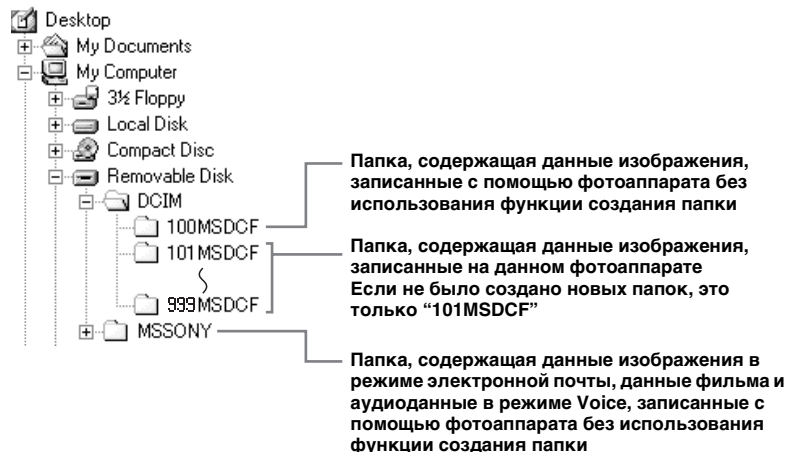 Desktop
My Documents
My Computer
3½ Floppy
Local Disk
Compact Disc
Removable Disk
DCIM
100MSDCF
101MSDCF
999MSDCF
MSSONY
Папка, содержащая данные изображения,
записанные с помощью фотоаппарата без
использования функции создания папки
Папка, содержащая данные изображения,
записанные на данном фотоаппарате
Если не было создано новых папок, это
только “101MSDCF”
Папка, содержащая данные изображения в
режиме электронной почты, данные фильма и
аудиоданные в режиме Voice, записанные с
помощью фотоаппарата без использования
функции создания папки